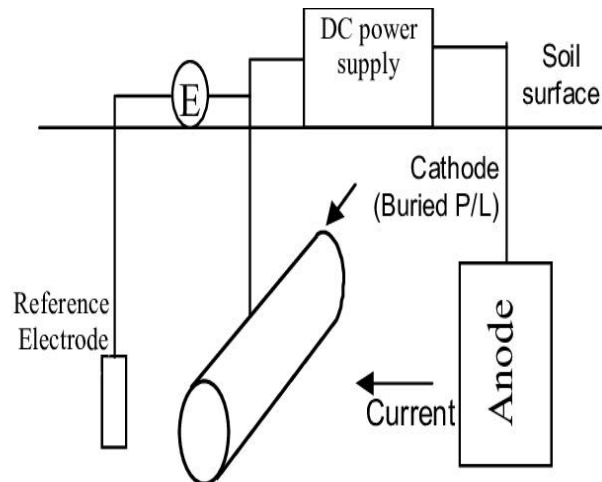 DC power
supply
Soil
surface
E
Cathode
(Buried P/L)
Reference
Electrode
Anode
Current